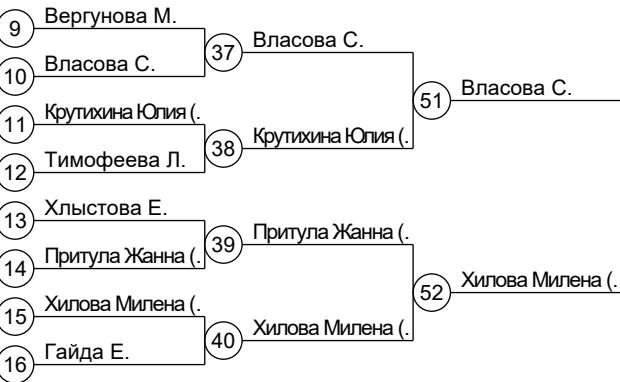 9 Вергунова М.
37 Власова С.
10 Власова С.
51 Власова С.
11 Крутихина Юлия (.
38 Крутихина Юлия (.
12 Тимофеева Л.
13 Хлыстова Е.
39 Притула Жанна (.
14 Притула Жанна (.
52 Хилова Милена (.
15 Хилова Милена (.
40 Хилова Милена (.
16 Гайда Е.